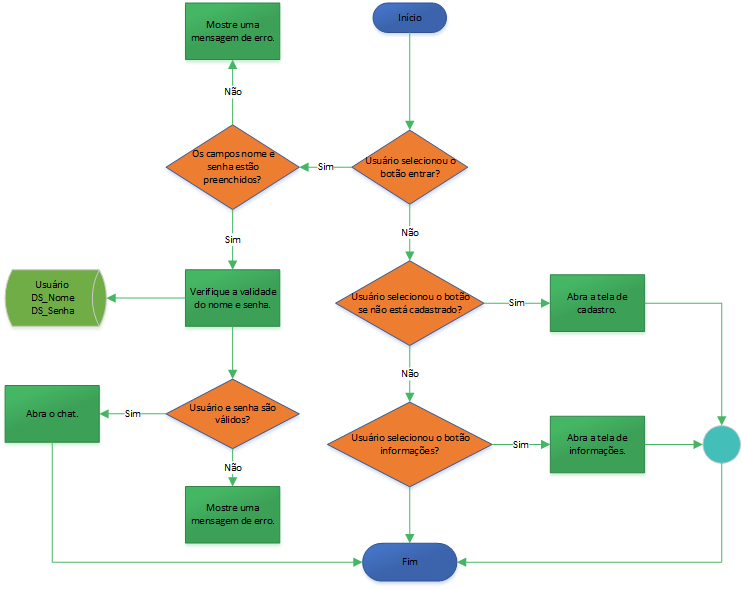 Mostre uma
mensagem de erro.
Início
Não
Os campos nome e
senha estão
preenchidos?
Sim
Usuário selecionou o
botão entrar?
Sim
Não
Usuário
DS_Nome
DS_Senha
Verifique a validade
do nome e senha.
Usuário selecionou o botão
se não está cadastrado?
Sim
Abra a tela de
cadastro.
Não
Abra o chat.
Sim
Usuário e senha são
válidos?
Usuário selecionou o botão
informações?
Sim
Abra a tela de
informações.
Não
Mostre uma
mensagem de erro.
Fim